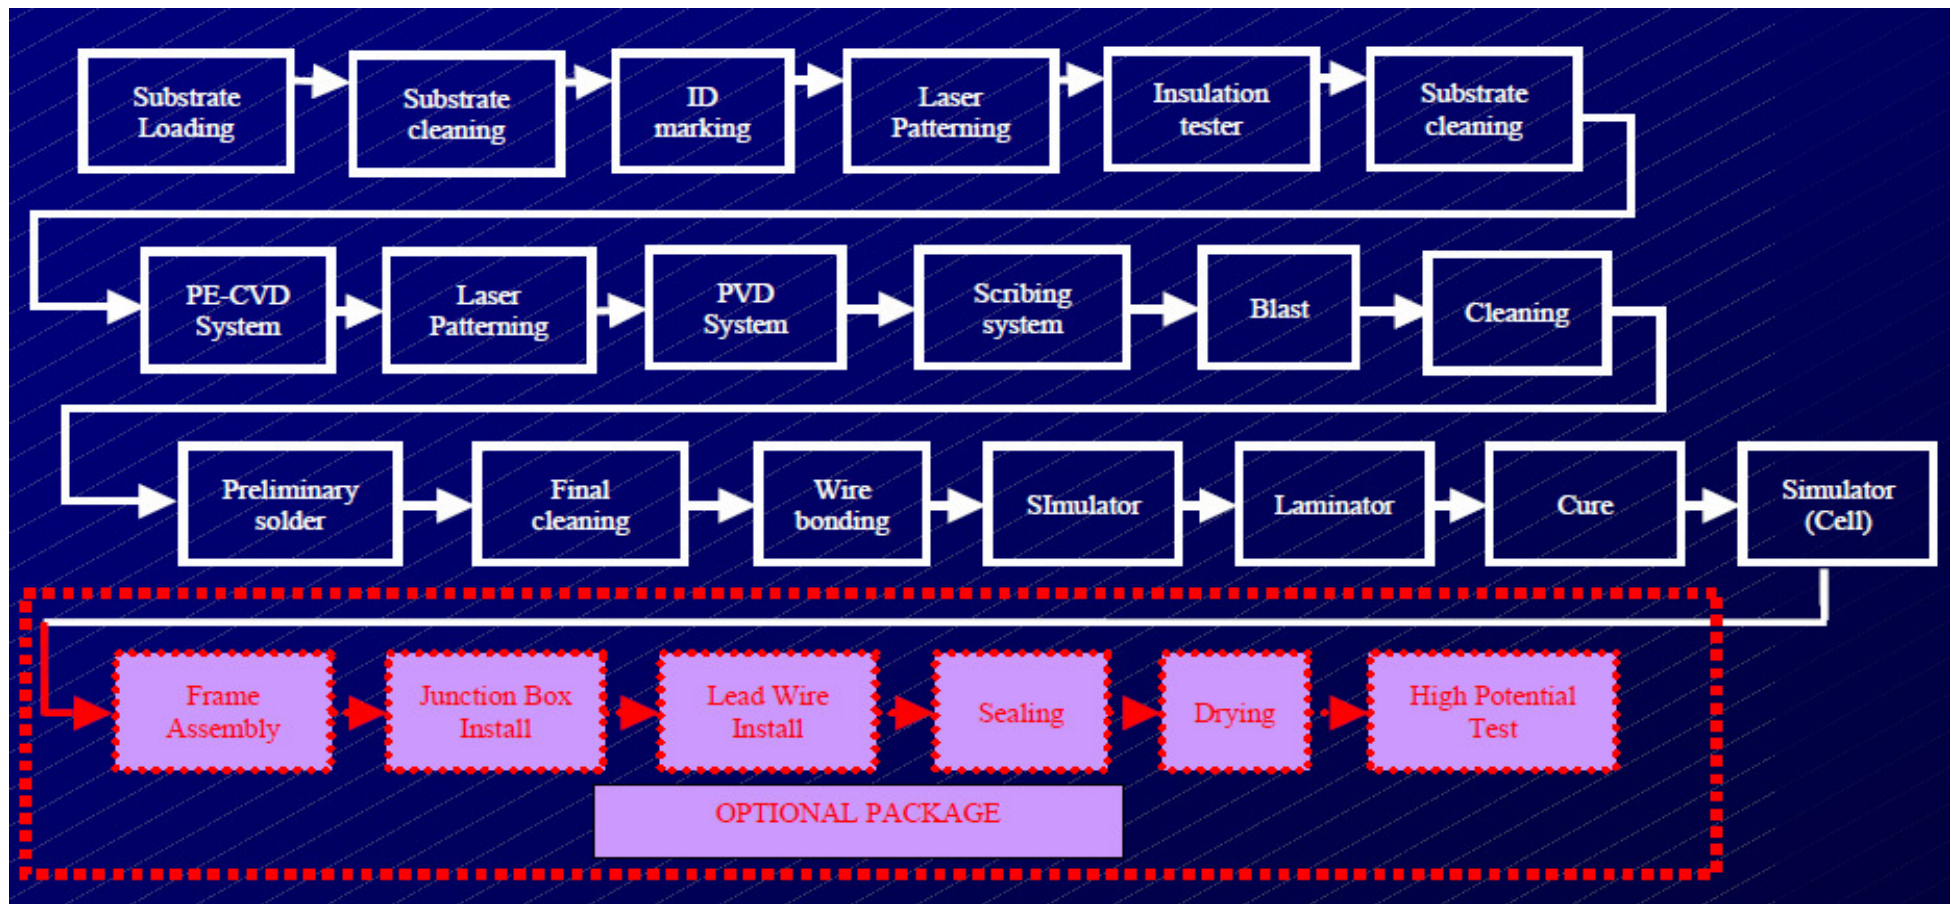 Substrate
Loading
Substrate
cleaning
ID
marking
Laser
Patterning
Insulation
tester
Substrate
cleaning
PE-CVD
System
Laser
Patterning
PVD
System
Scribing
system
Blast
Cleaning
Preliminary
solder
Final
cleaning
Wire
bonding
SImulator
Laminator
Cure
Simulator
(Cell)
Frame
Assembly
Junction Box
Install
Lead Wire
Install
Sealing
Drying
High Potential
Test
OPTIONAL PACKAGE